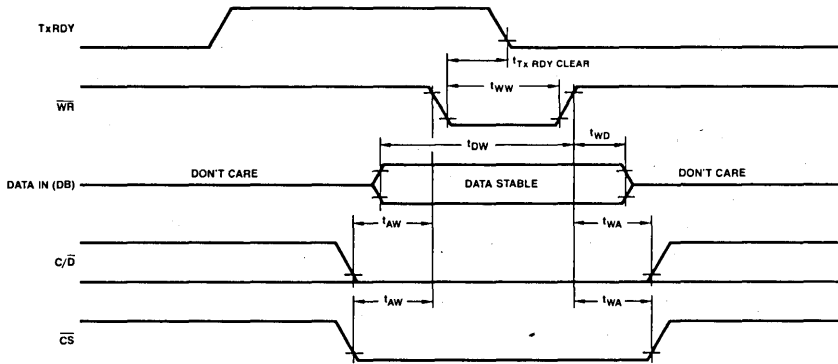 TxRDY
tTx RDY CLEAR
tWW
WR
tDW
tWD
DON'T CARE
DATA IN (DB)
DATA STABLE
DON'T CARE
tAW
tWA
C/D
tAW
tWA
CS